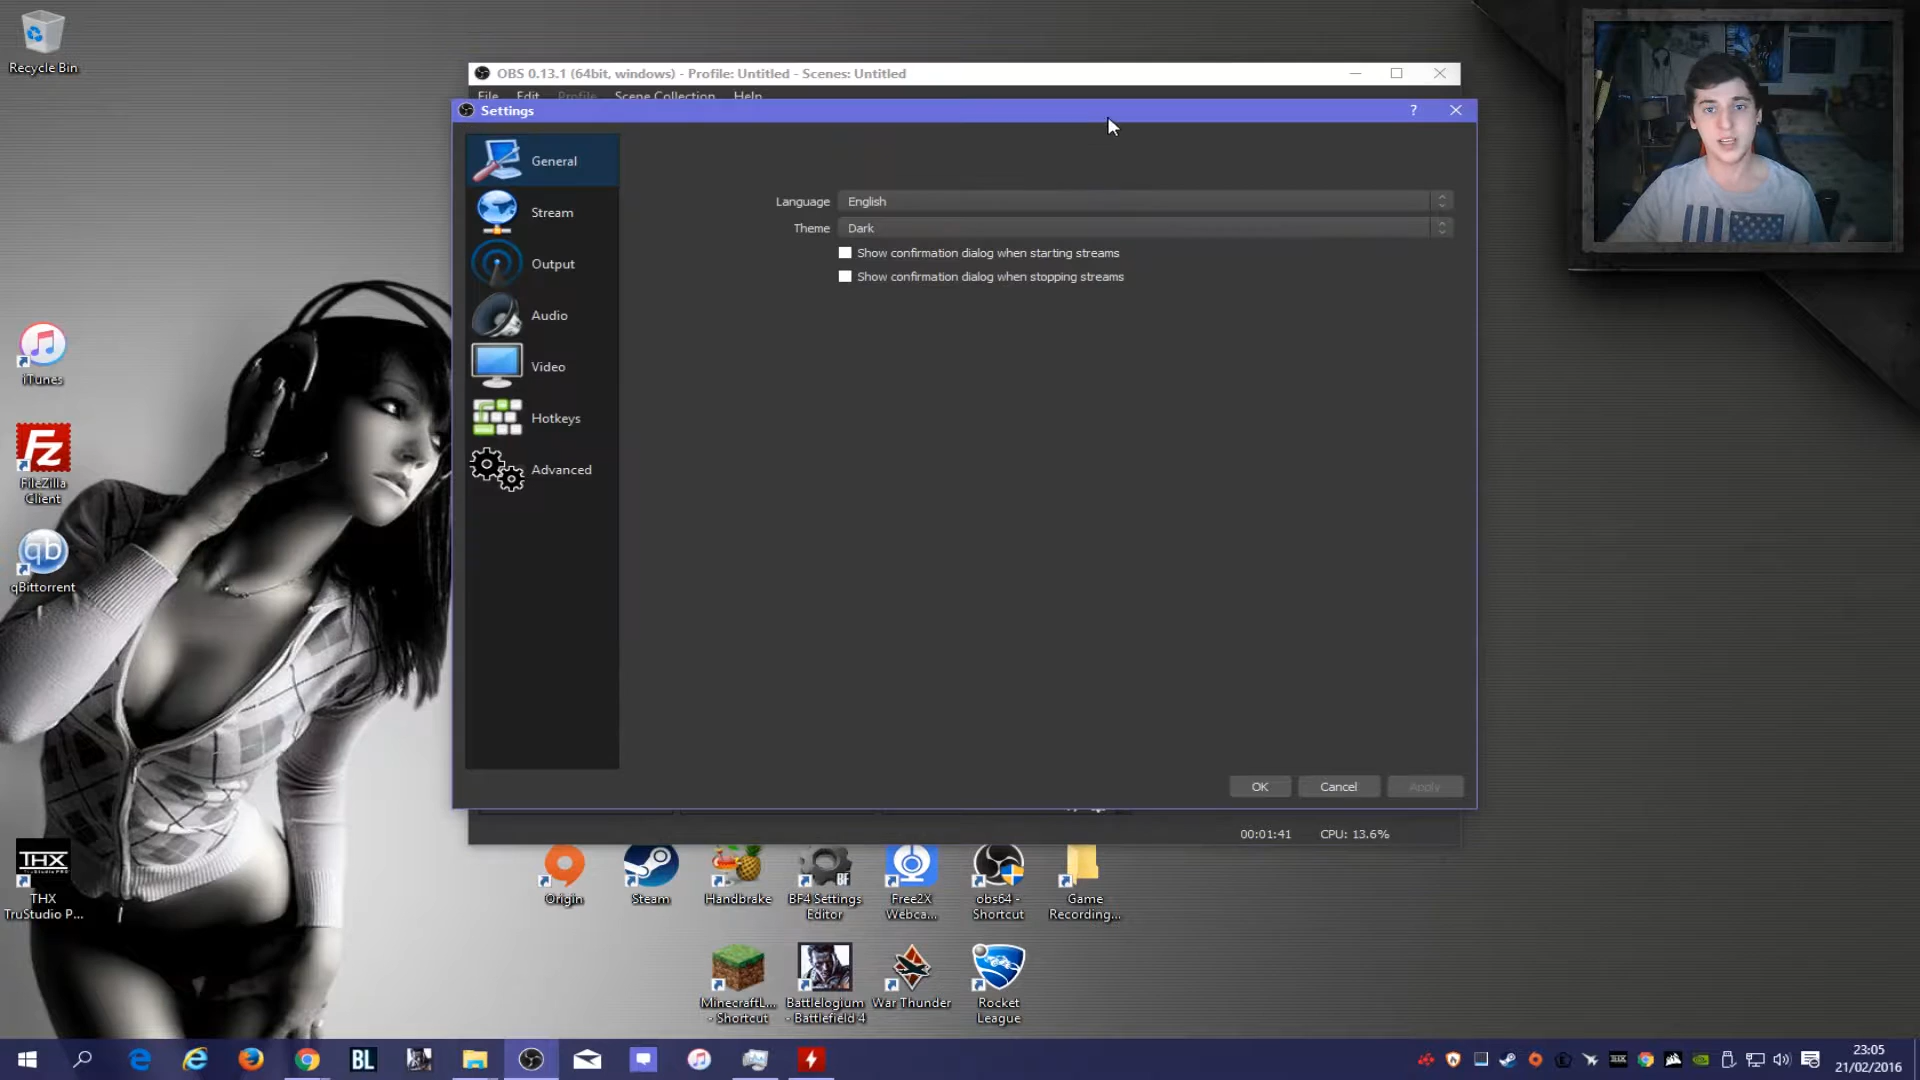 Recycle Bin
OBS 0.13.1 (64bit, windows) - Profile: Untitled - Scenes: Untitled
File Edit Profile Scene Collection Help
Settings
?
General
Stream
Output
Audio
Video
Hotkeys
Advanced
Language English
Theme Dark
Show confirmation dialog when starting streams
Show confirmation dialog when stopping streams
OK Cancel Apply
00:01:41 CPU: 13.6%
iTunes
FZ
FileZilla
Client
qb
qBittorrent
THX
THX
TruStudio P...
Origin
Steam
Handbrake
BF
BF4 Settings
Editor
Free2X
Webca...
obs64 -
Shortcut
Game
Recording...
MinecraftL...
- Shortcut
Battlelogium
- Battlefield 4
War Thunder
Rocket
League
BL
THX
23:05
21/02/2016